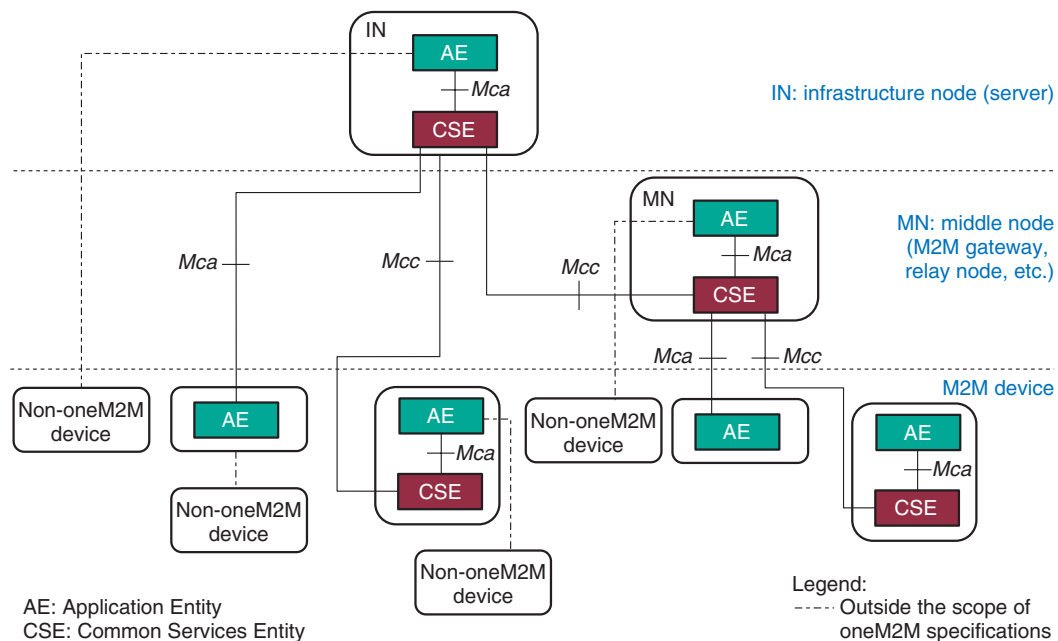 IN
AE
Mca
CSE
IN: infrastructure node (server)
MN
AE
Mca
CSE
MN: middle node
(M2M gateway,
relay node, etc.)
Mca
Mcc
Mcc
Mca
Mcc
M2M device
Non-oneM2M
device
AE
Non-oneM2M
device
AE
Mca
CSE
Non-oneM2M
device
Non-oneM2M
device
AE
AE
Mca
CSE
AE: Application Entity
CSE: Common Services Entity
Legend:
Outside the scope of
oneM2M specifications